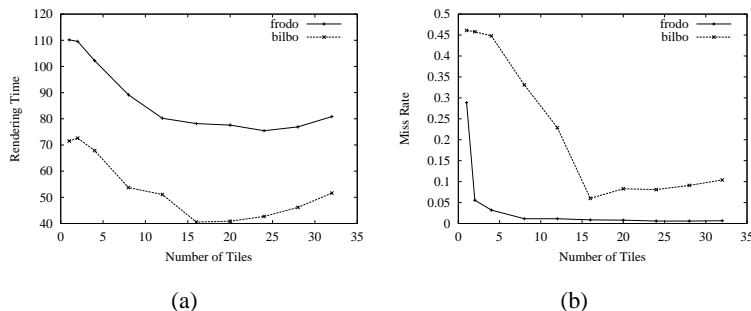 120
110
100
90
80
70
60
50
40
0 5 10 15 20 25 30 35
Rendering Time
Number of Tiles
frodo
bilbo
(a)
0.5
0.45
0.4
0.35
0.3
0.25
0.2
0.15
0.1
0.05
0
0 5 10 15 20 25 30 35
Miss Rate
Number of Tiles
frodo
bilbo
(b)